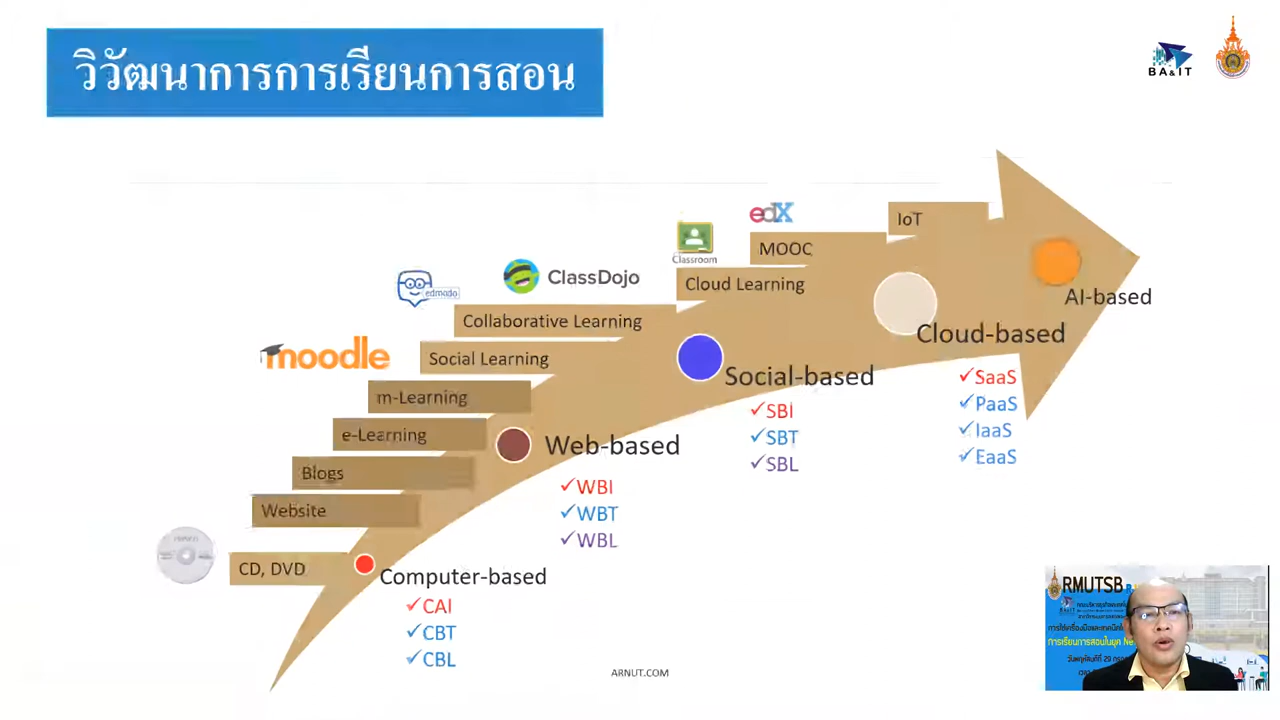 วิวัฒนาการการเรียนการสอน
BA&IT
edX
IoT
Classroom
MOOC
ClassDojo
Cloud Learning
AI-based
edmodo
Collaborative Learning
Cloud-based
moodle
Social Learning
Social-based
✓SaaS
✓PaaS
✓IaaS
✓EaaS
m-Learning
✓SBI
✓SBT
✓SBL
e-Learning
Web-based
Blogs
✓WBI
✓WBT
✓WBL
Website
CD, DVD
Computer-based
✓CAI
✓CBT
✓CBL
ARNUT.COM
RMUTSB